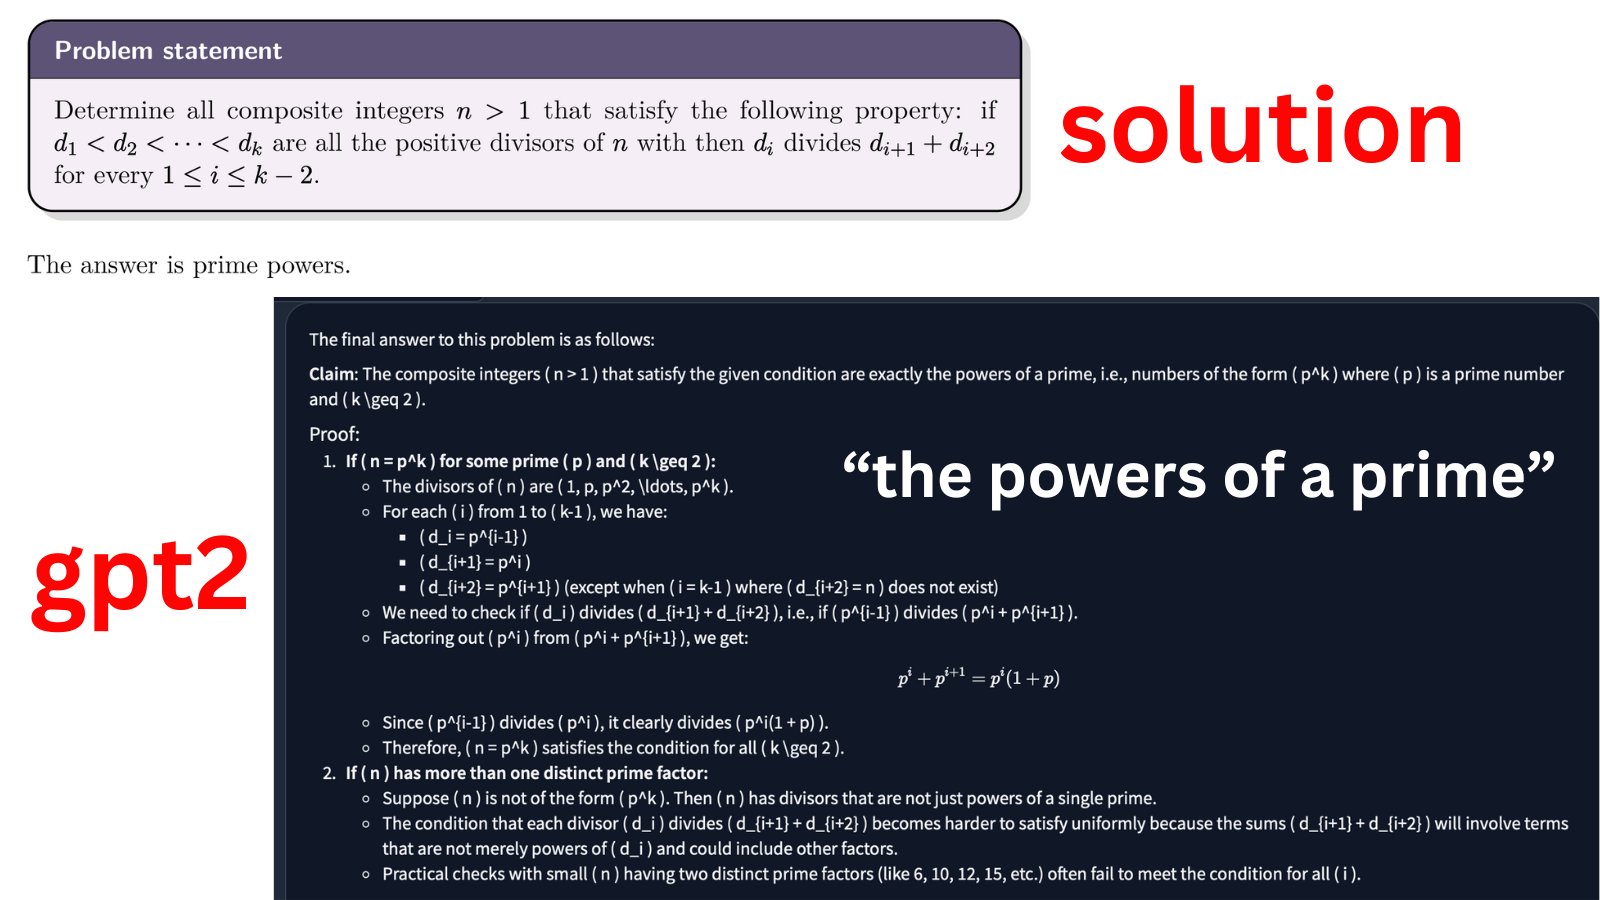 Problem statement
Determine all composite integers n > 1 that satisfy the following property: if
d₁ < d₂ < ⋯ < dₖ are all the positive divisors of n with then dᵢ divides dᵢ₊₁ + dᵢ₊₂
for every 1 ≤ i ≤ k − 2.
solution
The answer is prime powers.
The final answer to this problem is as follows:
Claim: The composite integers ( n > 1 ) that satisfy the given condition are exactly the powers of a prime, i.e., numbers of the form ( p^k ) where ( p ) is a prime number
and ( k \geq 2 ).
Proof:
1. If ( n = p^k ) for some prime ( p ) and ( k \geq 2 ):
“the powers of a prime”
◦ The divisors of ( n ) are ( 1, p, p^2, \ldots, p^k ).
◦ For each ( i ) from 1 to ( k-1 ), we have:
▪ ( d_i = p^{i-1} )
▪ ( d_{i+1} = p^i )
▪ ( d_{i+2} = p^{i+1} ) (except when ( i = k-1 ) where ( d_{i+2} = n ) does not exist)
gpt2
◦ We need to check if ( d_i ) divides ( d_{i+1} + d_{i+2} ), i.e., if ( p^{i-1} ) divides ( p^i + p^{i+1} ).
◦ Factoring out ( p^i ) from ( p^i + p^{i+1} ), we get:
pⁱ + pⁱ⁺¹ = pⁱ(1 + p)
◦ Since ( p^{i-1} ) divides ( p^i ), it clearly divides ( p^i(1 + p) ).
◦ Therefore, ( n = p^k ) satisfies the condition for all ( k \geq 2 ).
2. If ( n ) has more than one distinct prime factor:
◦ Suppose ( n ) is not of the form ( p^k ). Then ( n ) has divisors that are not just powers of a single prime.
◦ The condition that each divisor ( d_i ) divides ( d_{i+1} + d_{i+2} ) becomes harder to satisfy uniformly because the sums ( d_{i+1} + d_{i+2} ) will involve terms
that are not merely powers of ( d_i ) and could include other factors.
◦ Practical checks with small ( n ) having two distinct prime factors (like 6, 10, 12, 15, etc.) often fail to meet the condition for all ( i ).